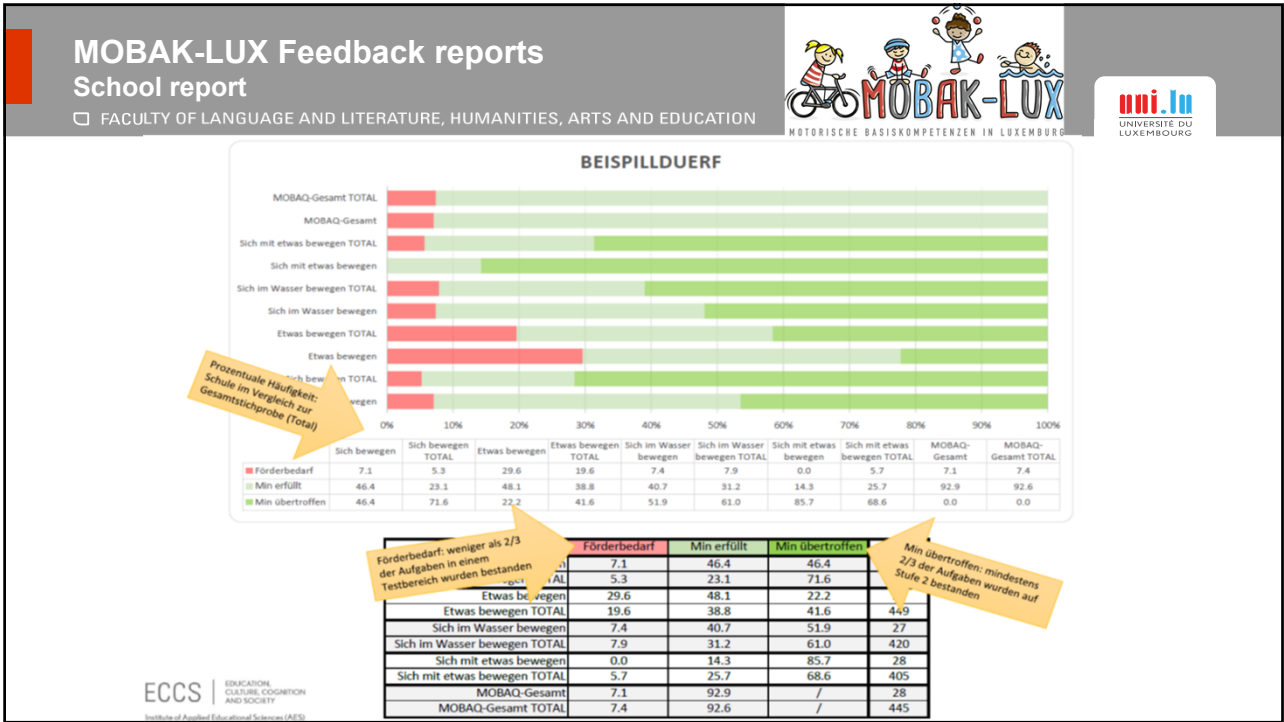 MOBAK-LUX Feedback reports
School report
FACULTY OF LANGUAGE AND LITERATURE, HUMANITIES, ARTS AND EDUCATION
MOBAK-LUX
MOTORISCHE BASISKOMPETENZEN IN LUXEMBURG
uni.lu
UNIVERSITÉ DU
LUXEMBOURG
BEISPILLDUERF
MOBAQ-Gesamt TOTAL
MOBAQ-Gesamt
Sich mit etwas bewegen TOTAL
Sich mit etwas bewegen
Sich im Wasser bewegen TOTAL
Sich im Wasser bewegen
Etwas bewegen TOTAL
Etwas bewegen
TOTAL
Prozentuale Häufigkeit:
Schule im Vergleich zur
Gesamtstichprobe (Total)
0% 10% 20% 30% 40% 50% 60% 70% 80% 90% 100%
Sich bewegen Sich bewegen TOTAL Etwas bewegen Etwas bewegen TOTAL Sich im Wasser bewegen Sich im Wasser bewegen TOTAL Sich mit etwas bewegen Sich mit etwas bewegen TOTAL MOBAQ-Gesamt MOBAQ-Gesamt TOTAL
Förderbedarf 7.1 5.3 29.6 19.6 7.4 7.9 0.0 5.7 7.1 7.4
Min erfüllt 46.4 23.1 48.1 38.8 40.7 31.2 14.3 25.7 92.9 92.6
Min übertroffen 46.4 71.6 22.2 41.6 51.9 61.0 85.7 68.6 0.0 0.0
Förderbedarf: weniger als 2/3
der Aufgaben in einem
Testbereich wurden bestanden
Min übertroffen: mindestens
2/3 der Aufgaben wurden auf
Stufe 2 bestanden
Förderbedarf Min erfüllt Min übertroffen
7.1 46.4 46.4
5.3 23.1 71.6
Etwas bewegen 29.6 48.1 22.2
Etwas bewegen TOTAL 19.6 38.8 41.6 449
Sich im Wasser bewegen 7.4 40.7 51.9 27
Sich im Wasser bewegen TOTAL 7.9 31.2 61.0 420
Sich mit etwas bewegen 0.0 14.3 85.7 28
Sich mit etwas bewegen TOTAL 5.7 25.7 68.6 405
MOBAQ-Gesamt 7.1 92.9 / 28
MOBAQ-Gesamt TOTAL 7.4 92.6 / 445
ECCS
EDUCATION,
CULTURE, COGNITION
AND SOCIETY
Institute of Applied Educational Sciences (AES)